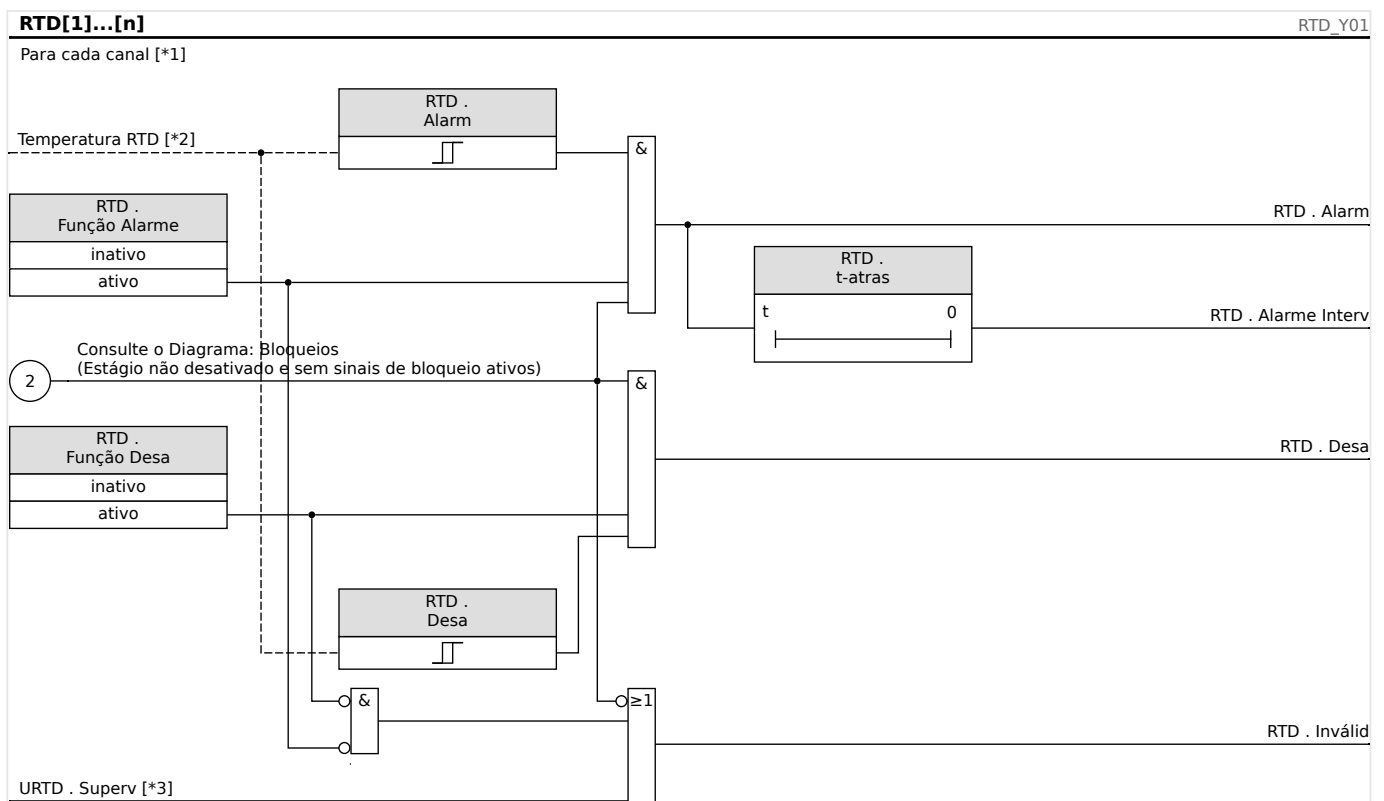 RTD[1]...[n]
RTD_Y01
Para cada canal [*1]
RTD .
Alarm
Temperatura RTD [*2]
&
RTD .
Função Alarme
inativo
ativo
RTD . Alarm
RTD .
t-atras
t 0
RTD . Alarme Interv
Consulte o Diagrama: Bloqueios
(Estágio não desativado e sem sinais de bloqueio ativos)
2
&
RTD .
Função Desa
inativo
ativo
RTD . Desa
RTD .
Desa
&
≥1
RTD . Inválid
URTD . Superv [*3]